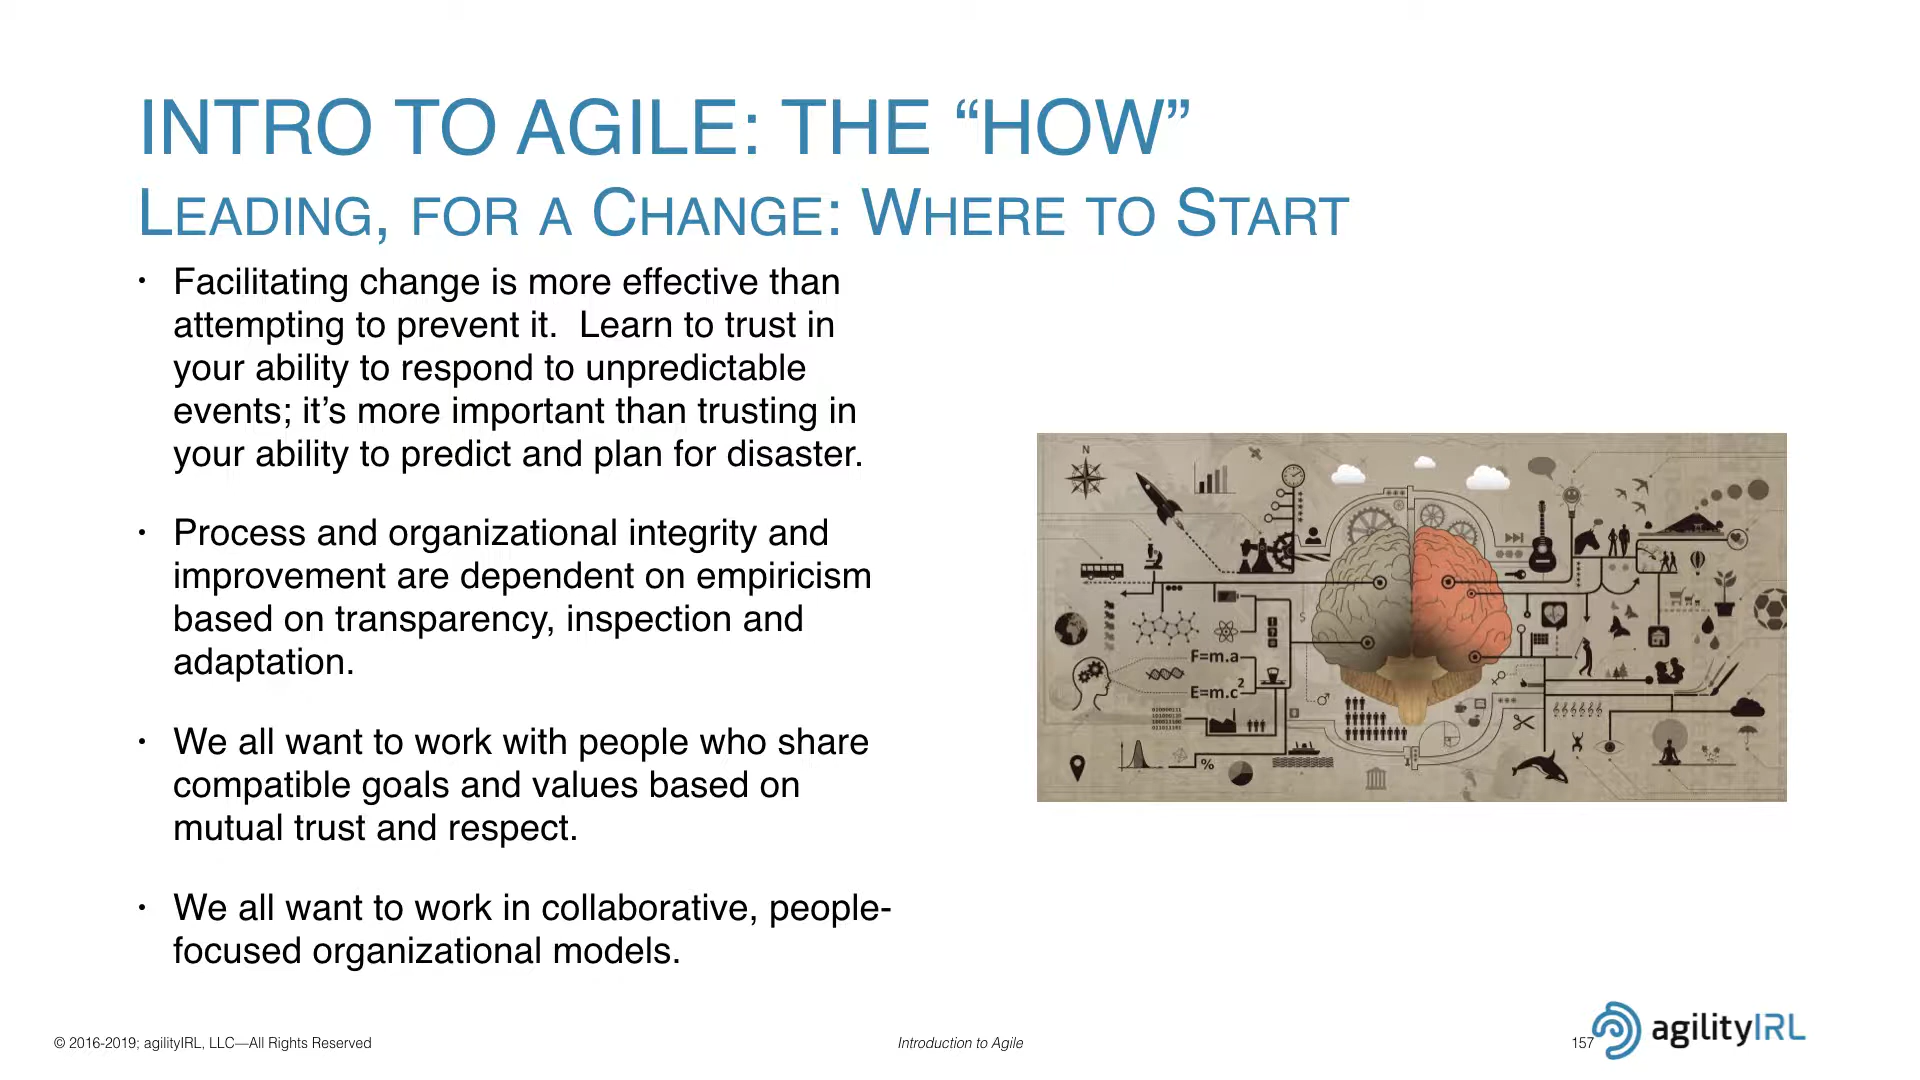 INTRO TO AGILE: THE “HOW”
LEADING, FOR A CHANGE: WHERE TO START
• Facilitating change is more effective than
attempting to prevent it.  Learn to trust in
your ability to respond to unpredictable
events; it’s more important than trusting in
your ability to predict and plan for disaster.
• Process and organizational integrity and
improvement are dependent on empiricism
based on transparency, inspection and
adaptation.
• We all want to work with people who share
compatible goals and values based on
mutual trust and respect.
• We all want to work in collaborative, people-
focused organizational models.
N
$
F=m.a
E=m.c²
%
© 2016-2019; agilityIRL, LLC—All Rights Reserved
Introduction to Agile
157
agilityIRL